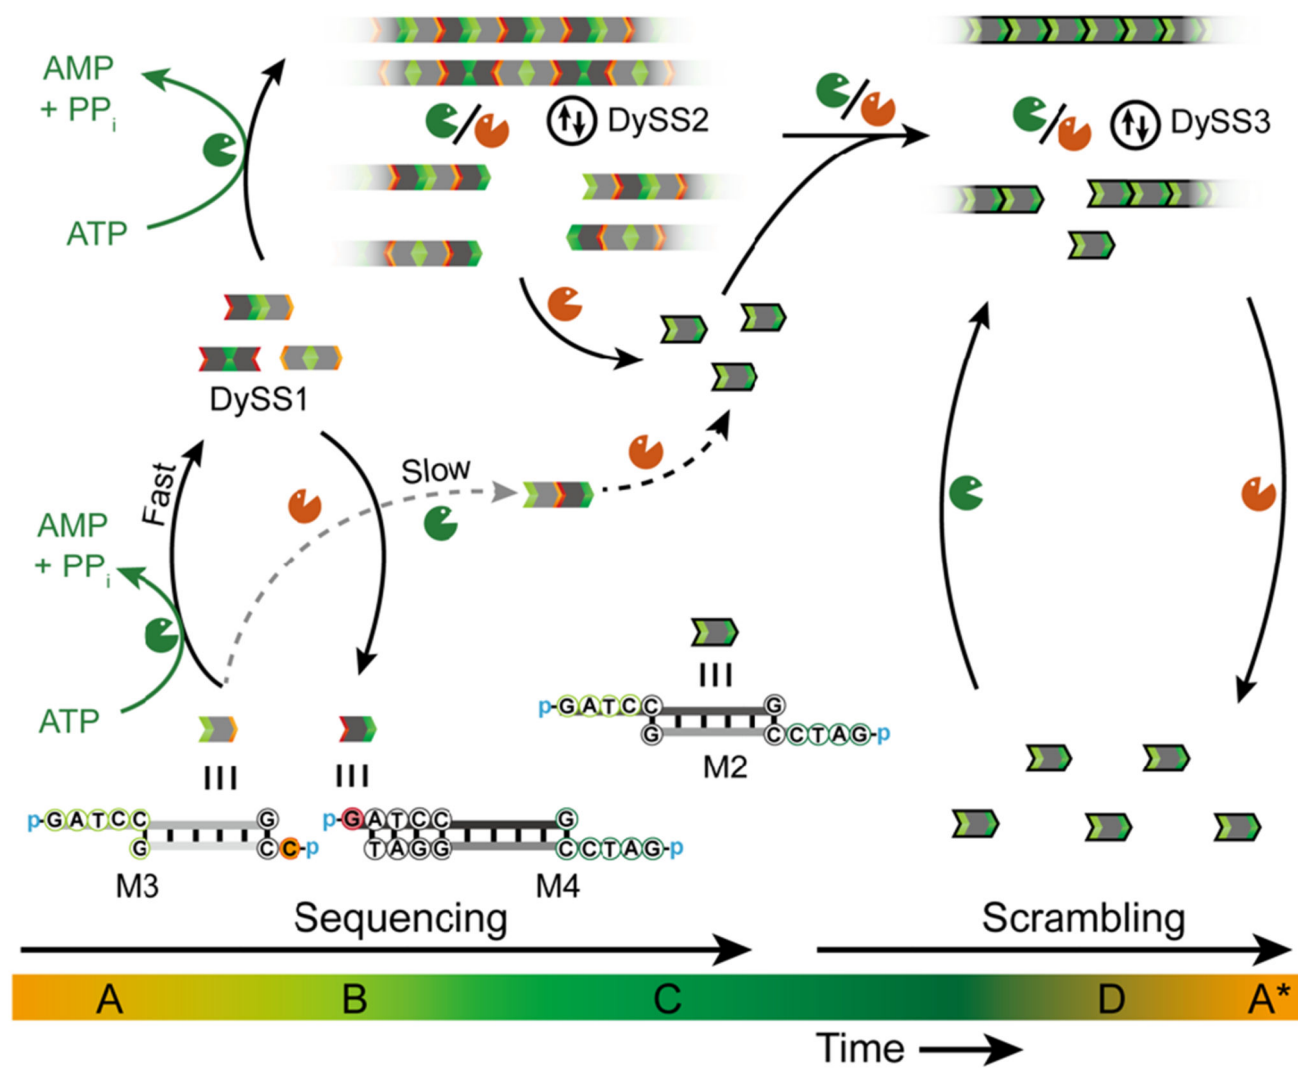 AMP
+ PPi
ATP
DySS2
DySS3
DySS1
Fast
Slow
AMP
+ PPi
ATP
p-GATCC G
G CCTAG-p
M2
p-GATCC G
G CC-p
M3
p-GATCC G
TAGG CCTAG-p
M4
Sequencing
Scrambling
A B C D A*
Time